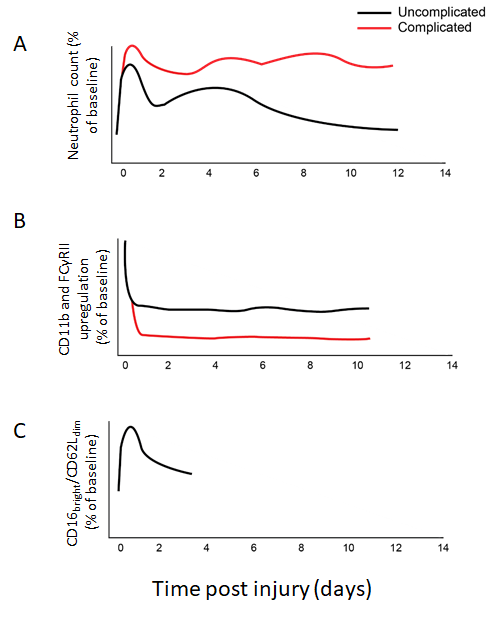 Uncomplicated
Complicated
A
Neutrophil count (%
of baseline)
0 2 4 6 8 10 12 14
B
CD11b and FCγRII
upregulation
(% of baseline)
0 2 4 6 8 10 12 14
C
CD16bright/CD62Ldim
(% of baseline)
0 2 4 6 8 10 12 14
Time post injury (days)